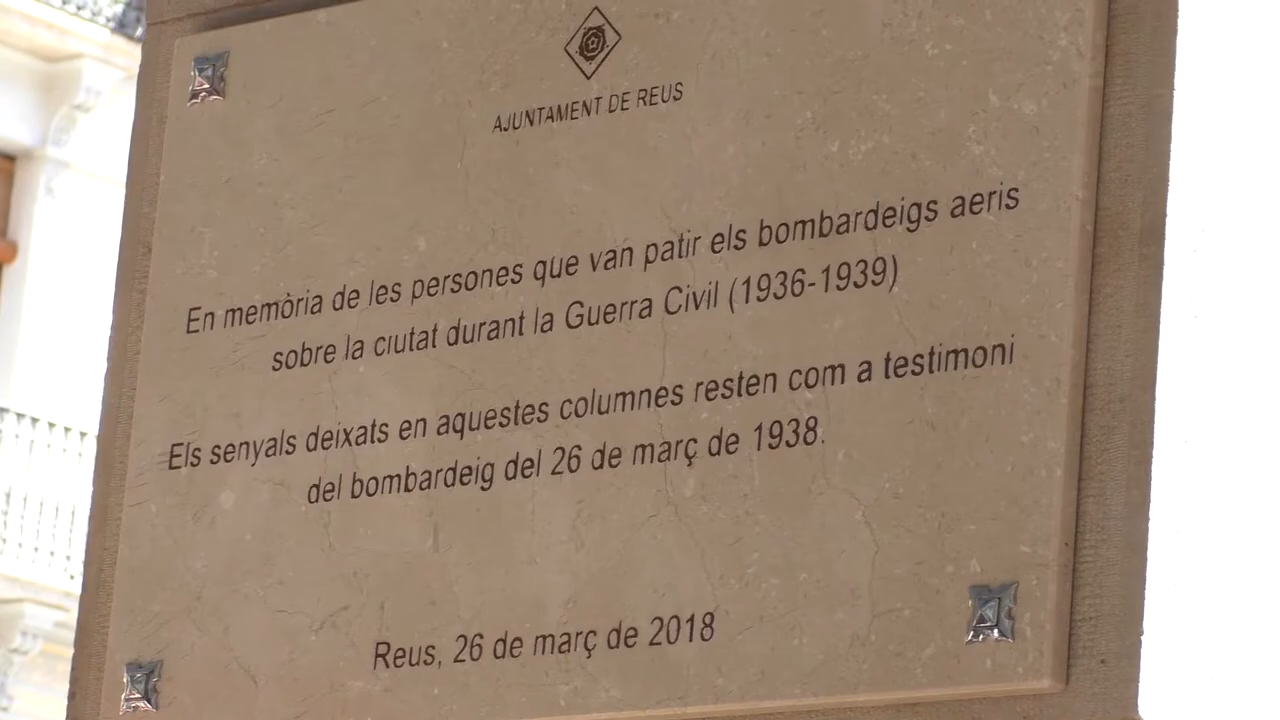 AJUNTAMENT DE REUS
En memòria de les persones que van patir els bombardeigs aeris
sobre la ciutat durant la Guerra Civil (1936-1939)
Els senyals deixats en aquestes columnes resten com a testimoni
del bombardeig del 26 de març de 1938.
Reus, 26 de març de 2018